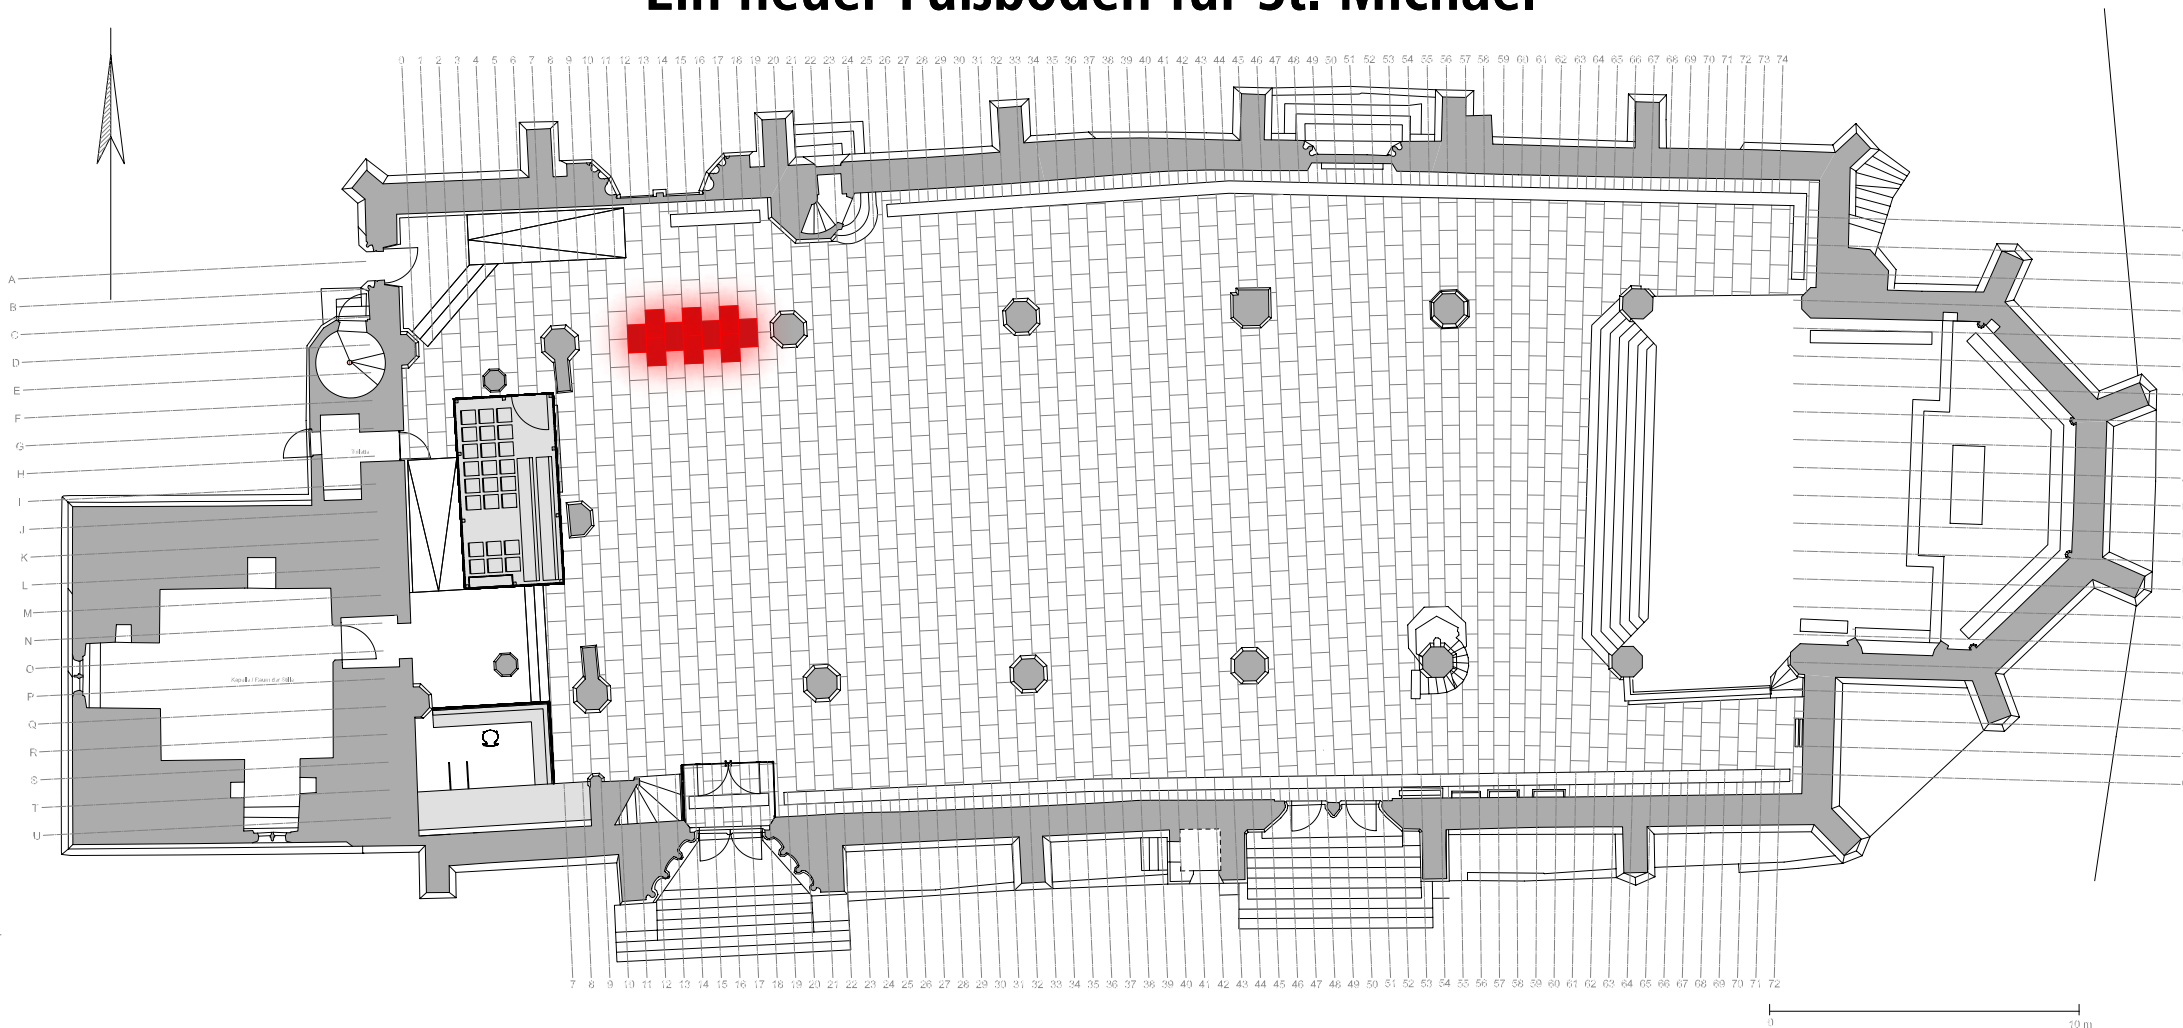 Ein neuer Fußboden für St. Michael
0 1 2 3 4 5 6 7 8 9 10 11 12 13 14 15 16 17 18 19 20 21 22 23 24 25 26 27 28 29 30 31 32 33 34 35 36 37 38 39 40 41 42 43 44 45 46 47 48 49 50 51 52 53 54 55 56 57 58 59 60 61 62 63 64 65 66 67 68 69 70 71 72 73 74
A
B
C
D
E
F
G
H
I
J
K
L
M
N
O
P
Q
R
S
T
U
7 8 9 10 11 12 13 14 15 16 17 18 19 20 21 22 23 24 25 26 27 28 29 30 31 32 33 34 35 36 37 38 39 40 41 42 43 44 45 46 47 48 49 50 51 52 53 54 55 56 57 58 59 60 61 62 63 64 65 66 67 68 69 70 71 72
0 10 m